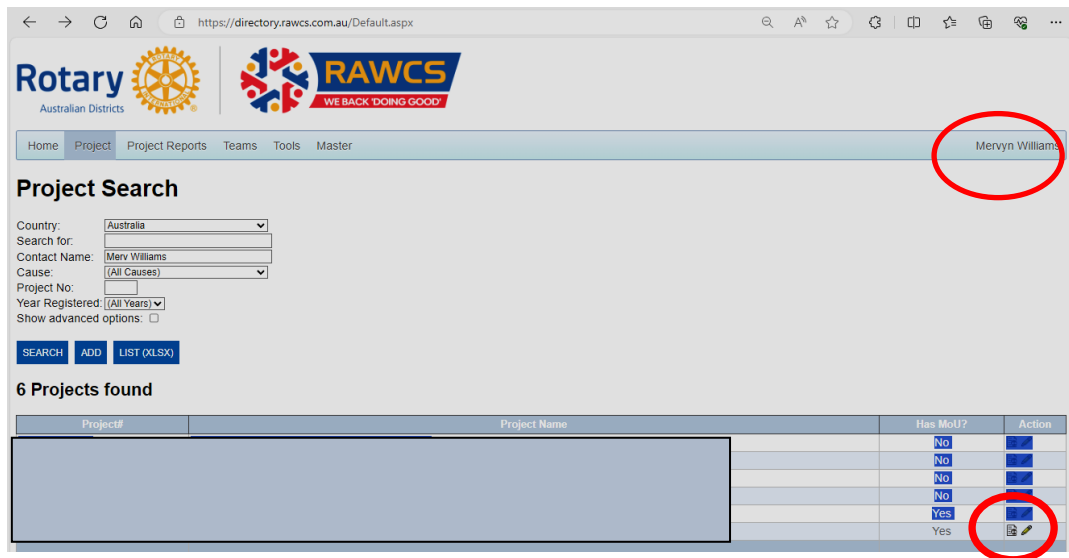 https://directory.rawcs.com.au/Default.aspx
Rotary
Australian Districts
ROTARY
INTERNATIONAL
RAWCS
WE BACK 'DOING GOOD'
Home Project Project Reports Teams Tools Master Mervyn Williams
Project Search
Country: Australia
Search for:
Contact Name: Merv Williams
Cause: (All Causes)
Project No:
Year Registered: (All Years)
Show advanced options:
SEARCH ADD LIST (XLSX)
6 Projects found
Project# Project Name Has MoU? Action
No
No
No
No
Yes
Yes